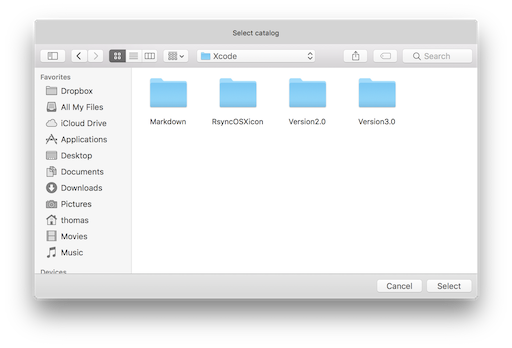 Select catalog
Xcode
Search
Favorites
Dropbox
All My Files
iCloud Drive
Applications
Desktop
Documents
Downloads
Pictures
thomas
Movies
Music
Devices
Markdown
RsyncOSXicon
Version2.0
Version3.0
Cancel
Select